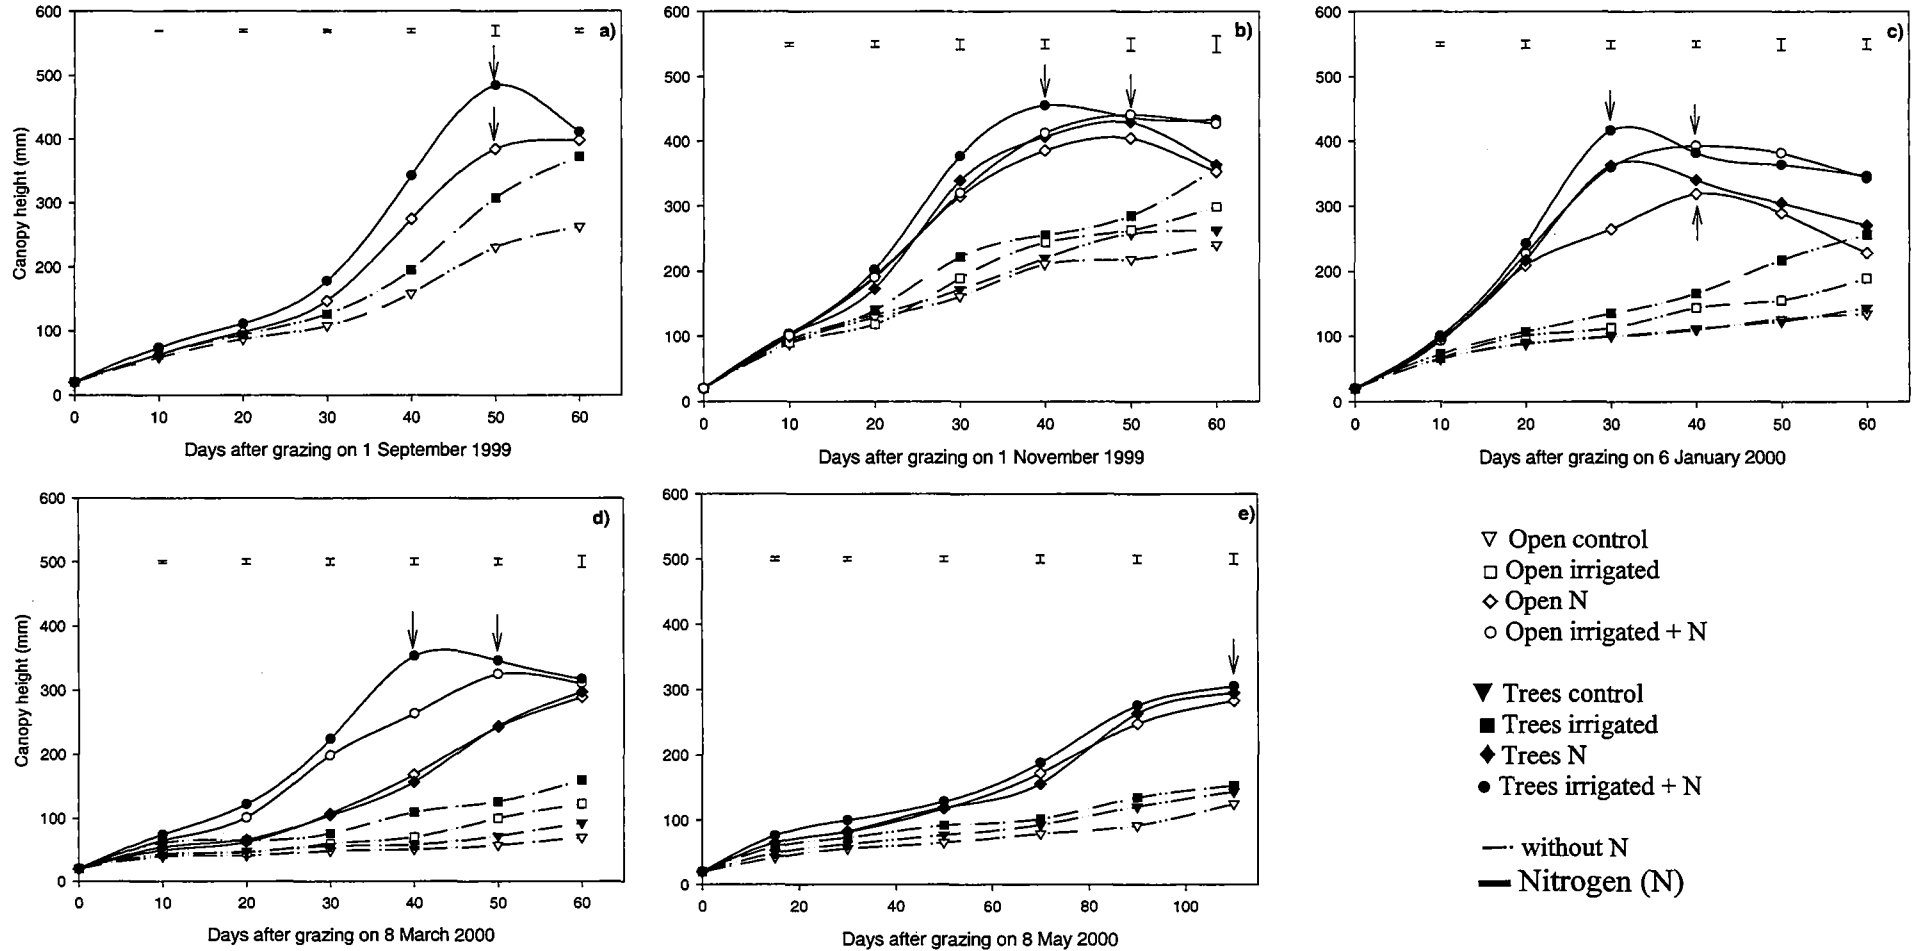 600
500
400
300
200
100
0
Canopy height (mm)
a)
0 10 20 30 40 50 60
Days after grazing on 1 September 1999
600
500
400
300
200
100
0
b)
0 10 20 30 40 50 60
Days after grazing on 1 November 1999
600
500
400
300
200
100
0
c)
0 10 20 30 40 50 60
Days after grazing on 6 January 2000
600
500
400
300
200
100
0
Canopy height (mm)
d)
0 10 20 30 40 50 60
Days after grazing on 8 March 2000
600
500
400
300
200
100
0
e)
0 20 40 60 80 100
Days after grazing on 8 May 2000
Open control
Open irrigated
Open N
Open irrigated + N
Trees control
Trees irrigated
Trees N
Trees irrigated + N
without N
Nitrogen (N)